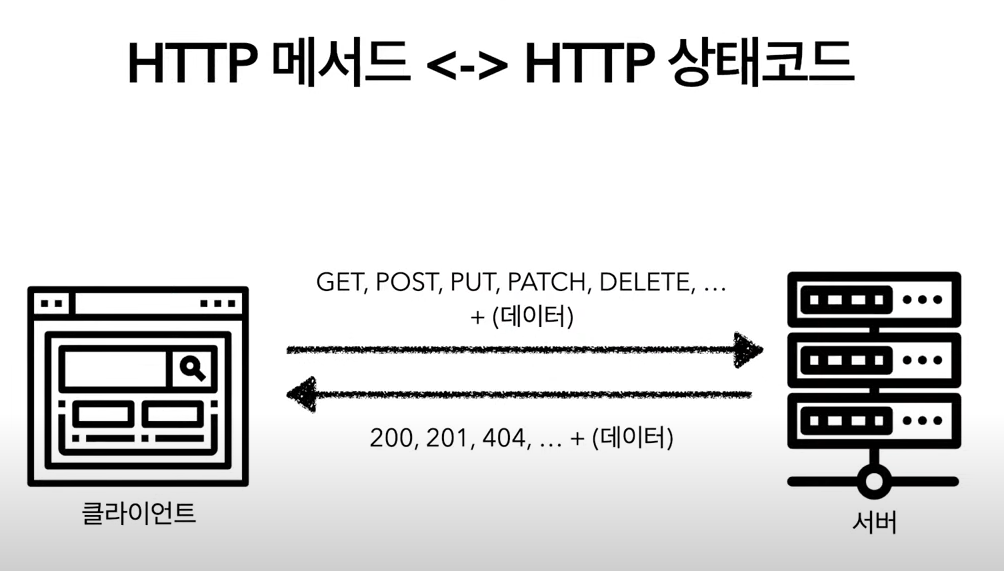 HTTP 메서드 <-> HTTP 상태코드
GET, POST, PUT, PATCH, DELETE, …
+ (데이터)
200, 201, 404, … + (데이터)
클라이언트
서버